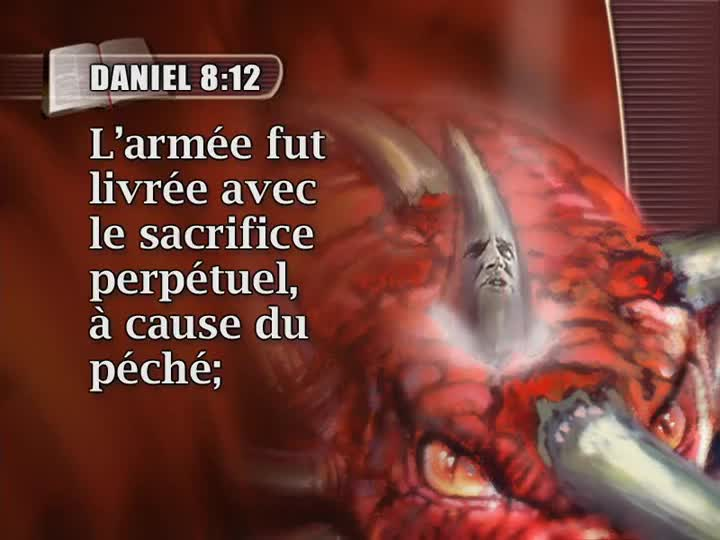 DANIEL 8:12
L'armée fut
livrée avec
le sacrifice
perpétuel,
à cause du
péché;